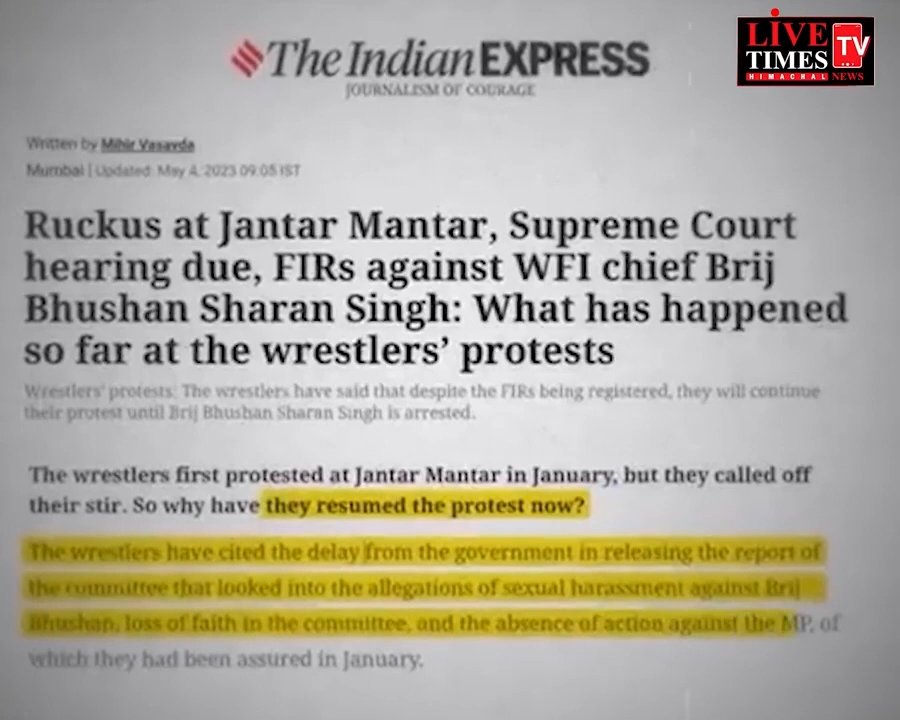 The Indian EXPRESS
JOURNALISM OF COURAGE
LiVE
TIMES
TV
HIMACHAL NEWS
Written by Mihir Vasavda
Mumbai | Updated: May 4, 2023 09:05 IST
Ruckus at Jantar Mantar, Supreme Court
hearing due, FIRs against WFI chief Brij
Bhushan Sharan Singh: What has happened
so far at the wrestlers’ protests
Wrestlers' protests: The wrestlers have said that despite the FIRs being registered, they will continue
their protest until Brij Bhushan Sharan Singh is arrested.
The wrestlers first protested at Jantar Mantar in January, but they called off
their stir. So why have they resumed the protest now?
The wrestlers have cited the delay from the government in releasing the report of
the committee that looked into the allegations of sexual harassment against Brij
Bhushan, loss of faith in the committee, and the absence of action against the MP, of
which they had been assured in January.